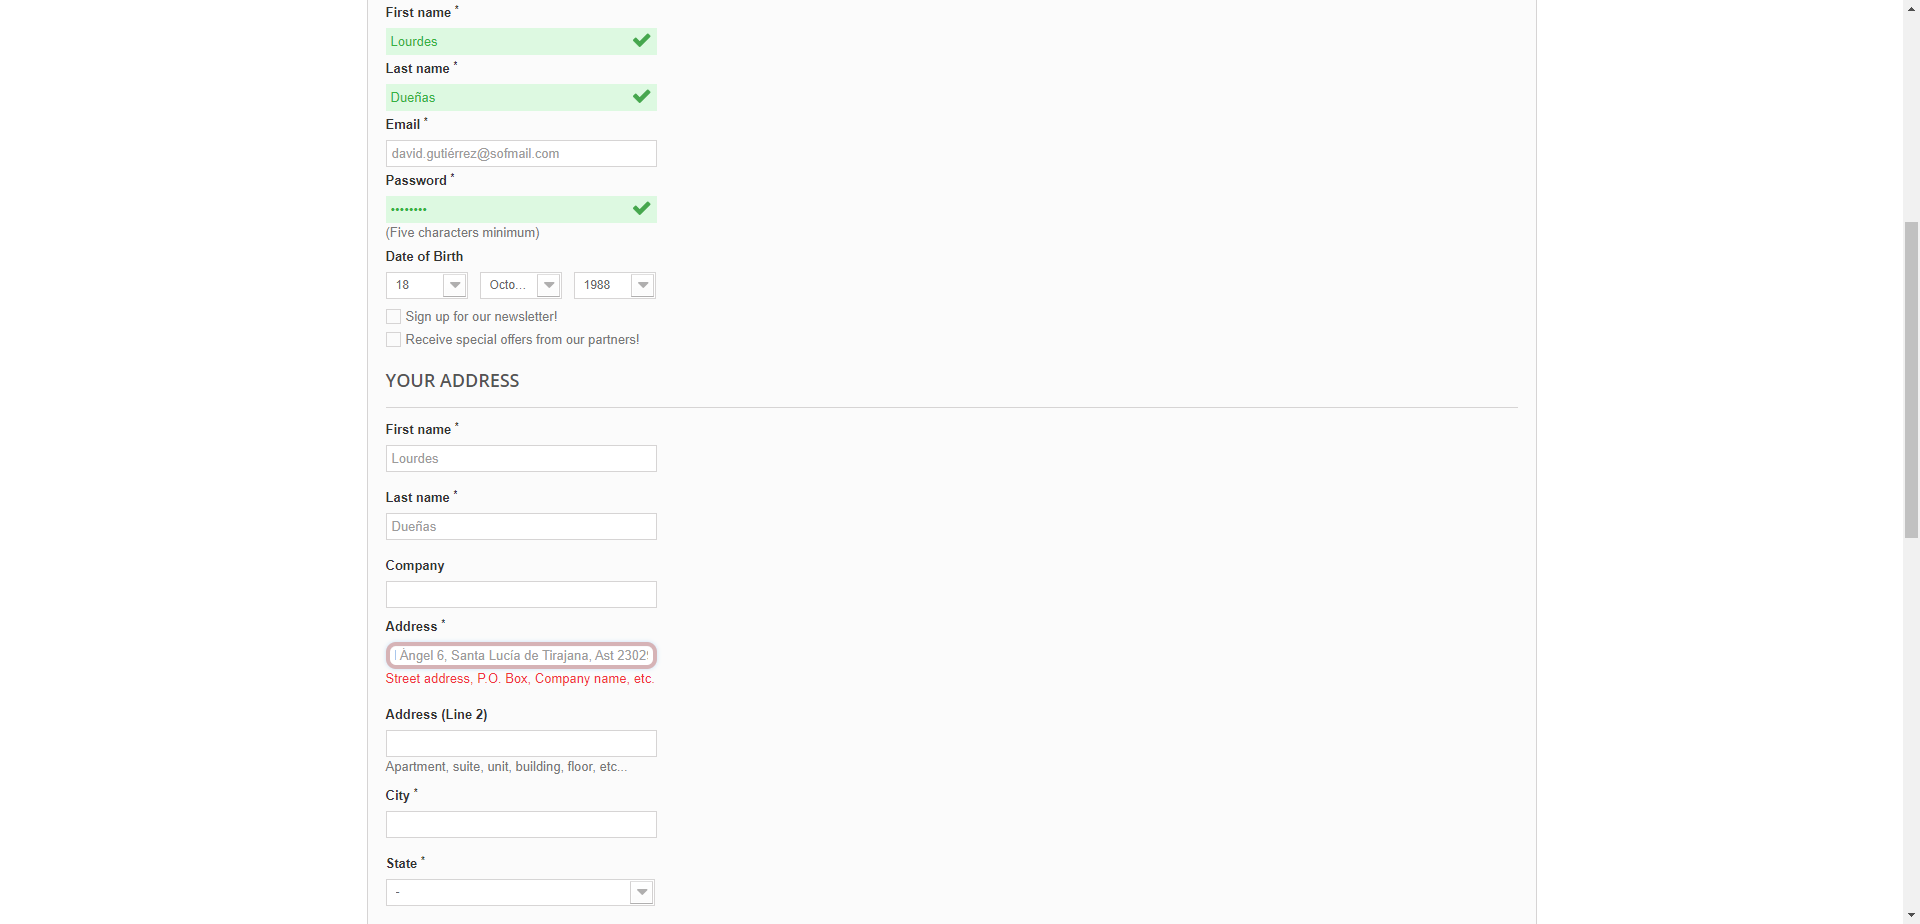 First name *
Lourdes
Last name *
Dueñas
Email *
david.gutiérrez@sofmail.com
Password *
••••••••
(Five characters minimum)
Date of Birth
18 Octo... 1988
Sign up for our newsletter!
Receive special offers from our partners!
YOUR ADDRESS
First name *
Lourdes
Last name *
Dueñas
Company
Address *
Ángel 6, Santa Lucía de Tirajana, Ast 2302
Street address, P.O. Box, Company name, etc.
Address (Line 2)
Apartment, suite, unit, building, floor, etc...
City *
State *
-